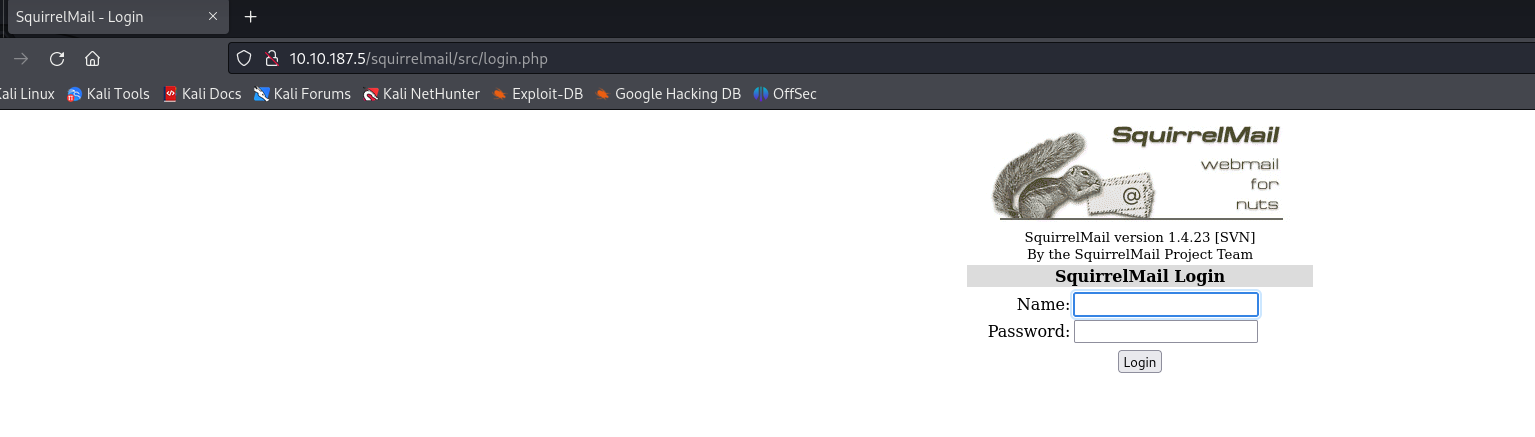 SquirrelMail - Login
10.10.187.5/squirrelmail/src/login.php
ali Linux Kali Tools Kali Docs Kali Forums Kali NetHunter Exploit-DB Google Hacking DB OffSec
SquirrelMail
webmail
for
nuts
@
SquirrelMail version 1.4.23 [SVN]
By the SquirrelMail Project Team
SquirrelMail Login
Name:
Password:
Login